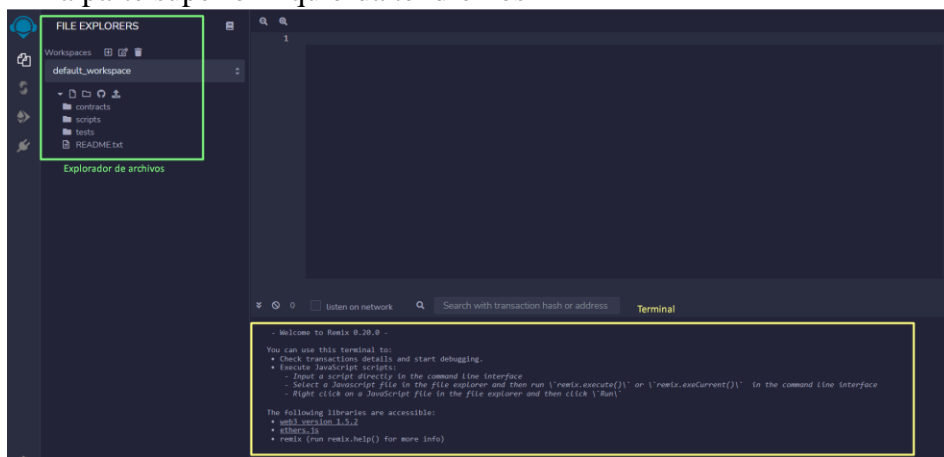 FILE EXPLORERS
Workspaces
default_workspace
contracts
scripts
tests
README.txt
Explorador de archivos
1
0 listen on network Search with transaction hash or address Terminal
- Welcome to Remix 0.20.0 -
You can use this terminal to:
• Check transactions details and start debugging.
• Execute JavaScript scripts:
- Input a script directly in the command line interface
- Select a Javascript file in the file explorer and then run \`remix.execute()\` or \`remix.exeCurrent()\` in the command line interface
- Right click on a JavaScript file in the file explorer and then click \`Run\`
The following libraries are accessible:
• web3 version 1.5.2
• ethers.js
• remix (run remix.help() for more info)